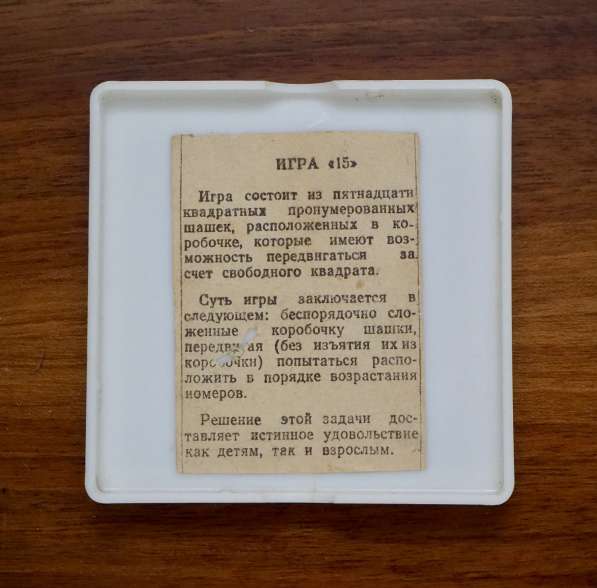 ИГРА «15»
Игра состоит из пятнадцати
квадратных пронумерованных
шашек, расположенных в ко-
робочке, которые имеют воз-
можность передвигаться за
счет свободного квадрата.
Суть игры заключается в
следующем: беспорядочно сло-
женные коробочку шашки,
(без изъятия их из
попытаться распо-
ложить в порядке возрастания
номеров.
Решение этой задачи дос-
тавляет истинное удовольствие
как детям, так и взрослым.